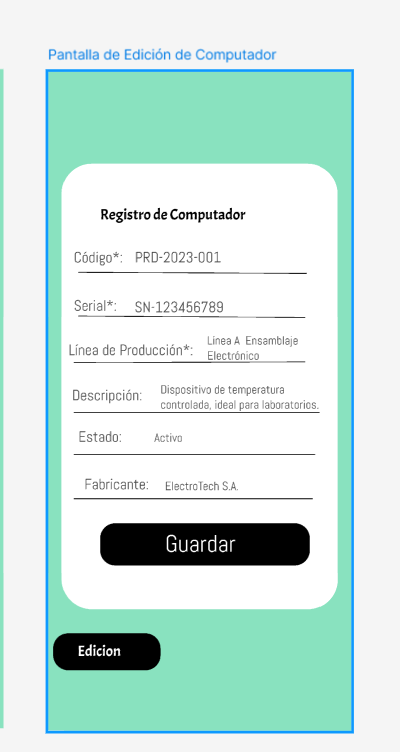 Pantalla de Edición de Computador
Registro de Computador
Código*: PRD-2023-001
Serial*: SN-123456789
Línea de Producción*: Linea A Ensamblaje
Electrónico
Descripción: Dispositivo de temperatura
controlada, ideal para laboratorios.
Estado: Activo
Fabricante: ElectroTech S.A.
Guardar
Edicion